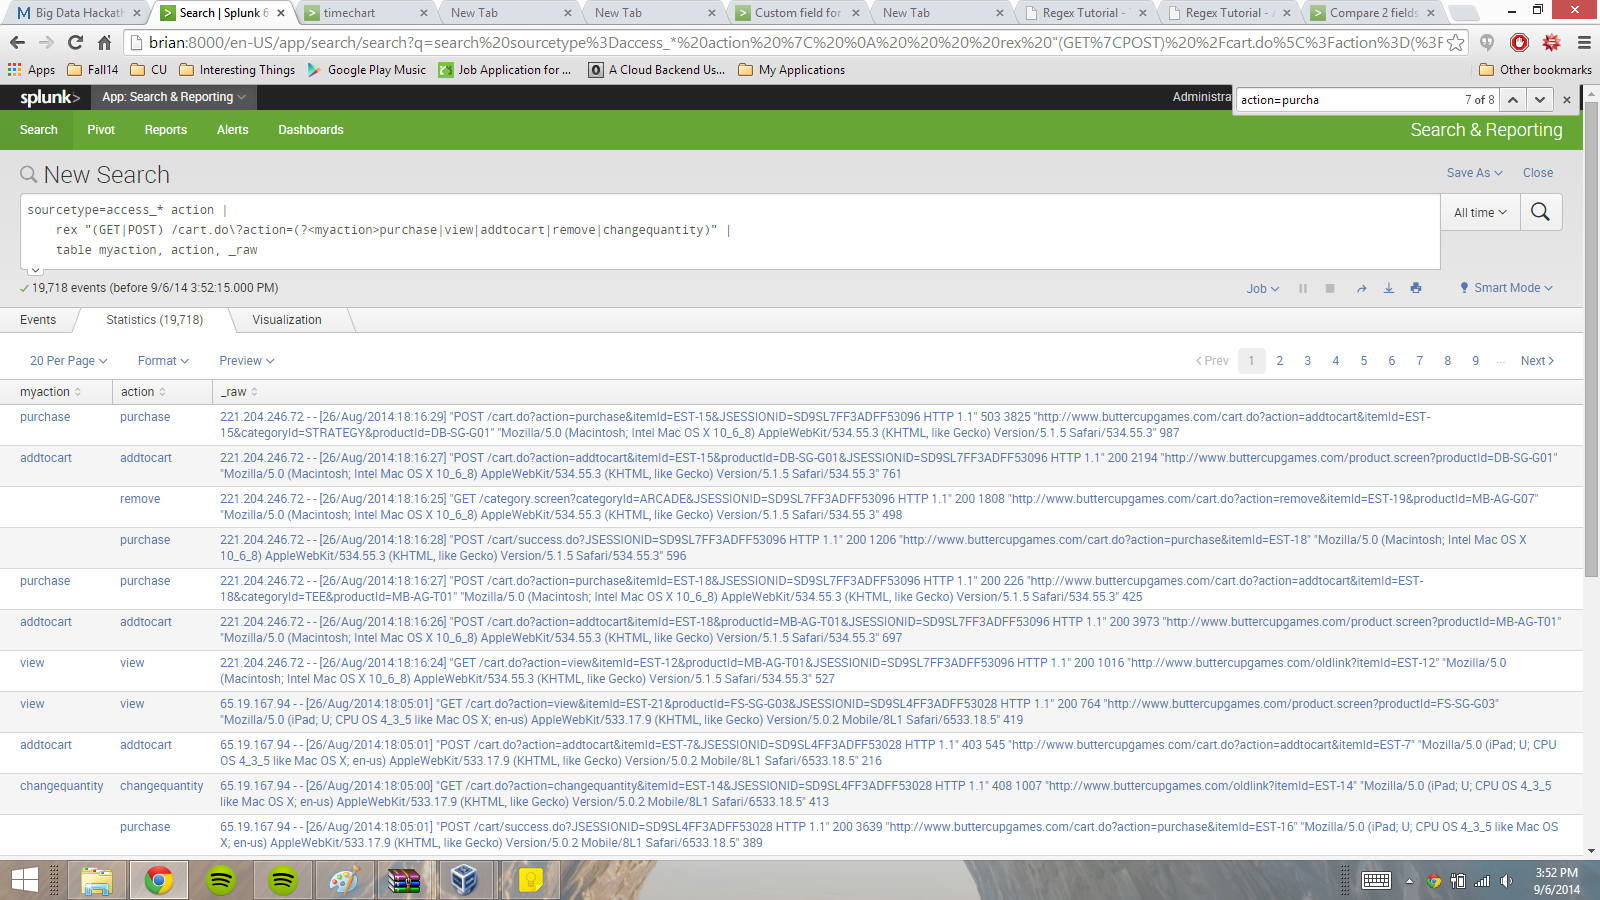 Big Data Hackath
Search | Splunk 6
timechart
New Tab
New Tab
Custom field for
New Tab
Regex Tutorial -
Regex Tutorial -
Compare 2 fields
brian:8000/en-US/app/search/search?q=search%20sourcetype%3Daccess_*%20action%20%7C%20%0A%20%20%20%20rex%20"(GET%7CPOST)%20%2Fcart.do%5C%3Faction%3D(%3F
Apps
Fall14
CU
Interesting Things
Google Play Music
Job Application for ...
A Cloud Backend Us...
My Applications
Other bookmarks
splunk>
App: Search & Reporting
Administra
action=purcha
7 of 8
Search
Pivot
Reports
Alerts
Dashboards
Search & Reporting
New Search
Save As
Close
sourcetype=access_* action |
rex "(GET|POST) /cart.do\?action=(?<myaction>purchase|view|addtocart|remove|changequantity)" |
table myaction, action, _raw
All time
19,718 events (before 9/6/14 3:52:15.000 PM)
Job
Smart Mode
Events
Statistics (19,718)
Visualization
20 Per Page
Format
Preview
< Prev 1 2 3 4 5 6 7 8 9 ... Next >
myaction action _raw
purchase purchase 221.204.246.72 - - [26/Aug/2014:18:16:29] "POST /cart.do?action=purchase&itemId=EST-15&JSESSIONID=SD9SL7FF3ADFF53096 HTTP 1.1" 503 3825 "http://www.buttercupgames.com/cart.do?action=addtocart&itemId=EST-
15&categoryId=STRATEGY&productId=DB-SG-G01" "Mozilla/5.0 (Macintosh; Intel Mac OS X 10_6_8) AppleWebKit/534.55.3 (KHTML, like Gecko) Version/5.1.5 Safari/534.55.3" 987
addtocart addtocart 221.204.246.72 - - [26/Aug/2014:18:16:27] "POST /cart.do?action=addtocart&itemId=EST-15&productId=DB-SG-G01&JSESSIONID=SD9SL7FF3ADFF53096 HTTP 1.1" 200 2194 "http://www.buttercupgames.com/product.screen?productId=DB-SG-G01"
"Mozilla/5.0 (Macintosh; Intel Mac OS X 10_6_8) AppleWebKit/534.55.3 (KHTML, like Gecko) Version/5.1.5 Safari/534.55.3" 761
remove 221.204.246.72 - - [26/Aug/2014:18:16:25] "GET /category.screen?categoryId=ARCADE&JSESSIONID=SD9SL7FF3ADFF53096 HTTP 1.1" 200 1808 "http://www.buttercupgames.com/cart.do?action=remove&itemId=EST-19&productId=MB-AG-G07"
"Mozilla/5.0 (Macintosh; Intel Mac OS X 10_6_8) AppleWebKit/534.55.3 (KHTML, like Gecko) Version/5.1.5 Safari/534.55.3" 498
purchase 221.204.246.72 - - [26/Aug/2014:18:16:28] "POST /cart/success.do?JSESSIONID=SD9SL7FF3ADFF53096 HTTP 1.1" 200 1206 "http://www.buttercupgames.com/cart.do?action=purchase&itemId=EST-18" "Mozilla/5.0 (Macintosh; Intel Mac OS X
10_6_8) AppleWebKit/534.55.3 (KHTML, like Gecko) Version/5.1.5 Safari/534.55.3" 596
purchase purchase 221.204.246.72 - - [26/Aug/2014:18:16:27] "POST /cart.do?action=purchase&itemId=EST-18&JSESSIONID=SD9SL7FF3ADFF53096 HTTP 1.1" 200 226 "http://www.buttercupgames.com/cart.do?action=addtocart&itemId=EST-
18&categoryId=TEE&productId=MB-AG-T01" "Mozilla/5.0 (Macintosh; Intel Mac OS X 10_6_8) AppleWebKit/534.55.3 (KHTML, like Gecko) Version/5.1.5 Safari/534.55.3" 425
addtocart addtocart 221.204.246.72 - - [26/Aug/2014:18:16:26] "POST /cart.do?action=addtocart&itemId=EST-18&productId=MB-AG-T01&JSESSIONID=SD9SL7FF3ADFF53096 HTTP 1.1" 200 3973 "http://www.buttercupgames.com/product.screen?productId=MB-AG-T01"
"Mozilla/5.0 (Macintosh; Intel Mac OS X 10_6_8) AppleWebKit/534.55.3 (KHTML, like Gecko) Version/5.1.5 Safari/534.55.3" 697
view view 221.204.246.72 - - [26/Aug/2014:18:16:24] "GET /cart.do?action=view&itemId=EST-12&productId=MB-AG-T01&JSESSIONID=SD9SL7FF3ADFF53096 HTTP 1.1" 200 1016 "http://www.buttercupgames.com/oldlink?itemId=EST-12" "Mozilla/5.0
(Macintosh; Intel Mac OS X 10_6_8) AppleWebKit/534.55.3 (KHTML, like Gecko) Version/5.1.5 Safari/534.55.3" 527
view view 65.19.167.94 - - [26/Aug/2014:18:05:01] "GET /cart.do?action=view&itemId=EST-21&productId=FS-SG-G03&JSESSIONID=SD9SL4FF3ADFF53028 HTTP 1.1" 200 764 "http://www.buttercupgames.com/product.screen?productId=FS-SG-G03"
"Mozilla/5.0 (iPad; U; CPU OS 4_3_5 like Mac OS X; en-us) AppleWebKit/533.17.9 (KHTML, like Gecko) Version/5.0.2 Mobile/8L1 Safari/6533.18.5" 419
addtocart addtocart 65.19.167.94 - - [26/Aug/2014:18:05:01] "POST /cart.do?action=addtocart&itemId=EST-7&JSESSIONID=SD9SL4FF3ADFF53028 HTTP 1.1" 403 545 "http://www.buttercupgames.com/cart.do?action=addtocart&itemId=EST-7" "Mozilla/5.0 (iPad; U; CPU
OS 4_3_5 like Mac OS X; en-us) AppleWebKit/533.17.9 (KHTML, like Gecko) Version/5.0.2 Mobile/8L1 Safari/6533.18.5" 216
changequantity changequantity 65.19.167.94 - - [26/Aug/2014:18:05:00] "GET /cart.do?action=changequantity&itemId=EST-14&JSESSIONID=SD9SL4FF3ADFF53028 HTTP 1.1" 408 1007 "http://www.buttercupgames.com/oldlink?itemId=EST-14" "Mozilla/5.0 (iPad; U; CPU OS 4_3_5
like Mac OS X; en-us) AppleWebKit/533.17.9 (KHTML, like Gecko) Version/5.0.2 Mobile/8L1 Safari/6533.18.5" 413
purchase 65.19.167.94 - - [26/Aug/2014:18:05:01] "POST /cart/success.do?JSESSIONID=SD9SL4FF3ADFF53028 HTTP 1.1" 200 3639 "http://www.buttercupgames.com/cart.do?action=purchase&itemId=EST-16" "Mozilla/5.0 (iPad; U; CPU OS 4_3_5 like Mac OS
X; en-us) AppleWebKit/533.17.9 (KHTML, like Gecko) Version/5.0.2 Mobile/8L1 Safari/6533.18.5" 389
3:52 PM
9/6/2014